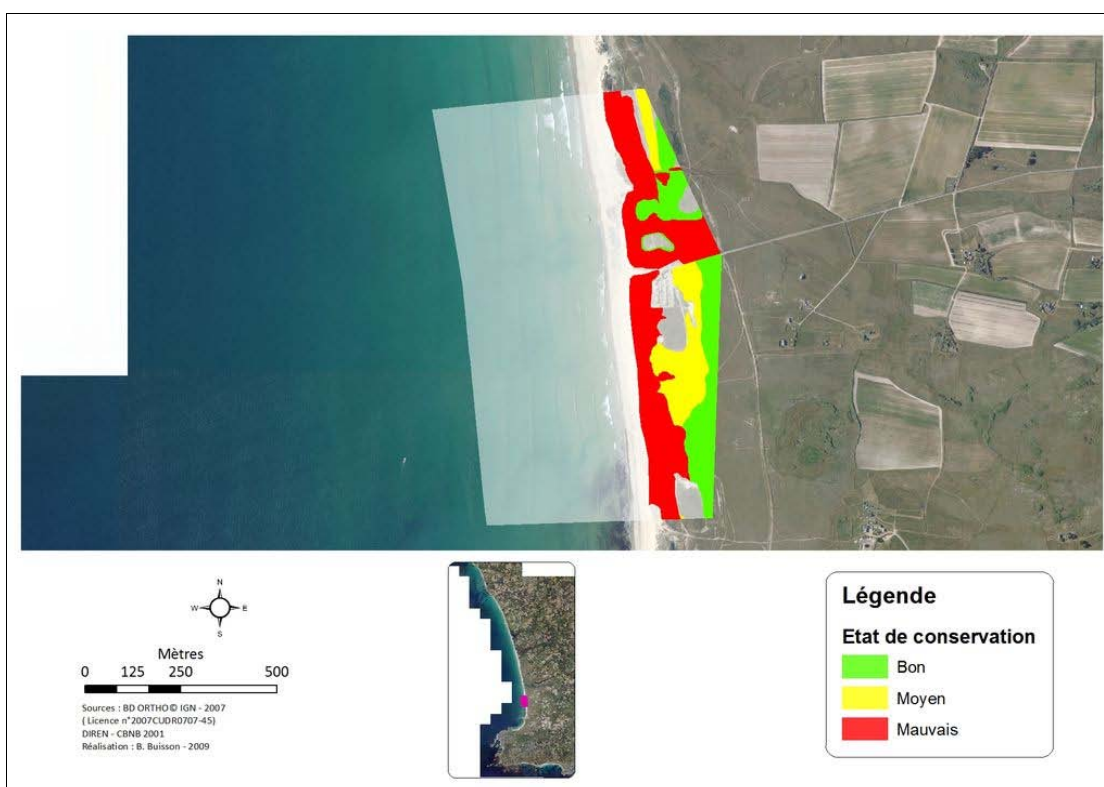 N
W E
S
Mètres
0 125 250 500
Sources : BD ORTHO© IGN - 2007
( Licence n°2007CUDR0707-45)
DIREN - CBNB 2001
Réalisation : B. Buisson - 2009
Légende
Etat de conservation
Bon
Moyen
Mauvais